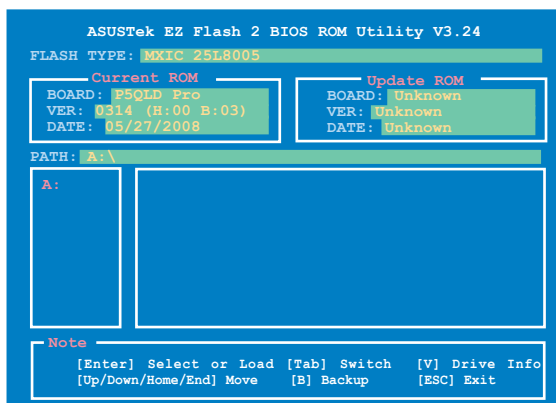 ASUSTek EZ Flash 2 BIOS ROM Utility V3.24
FLASH TYPE: MXIC 25L8005
Current ROM
BOARD: P5QLD Pro
VER: 0314 (H:00 B:03)
DATE: 05/27/2008
Update ROM
BOARD: Unknown
VER: Unknown
DATE: Unknown
PATH: A:\
A:
Note
[Enter] Select or Load [Tab] Switch [V] Drive Info
[Up/Down/Home/End] Move [B] Backup [ESC] Exit